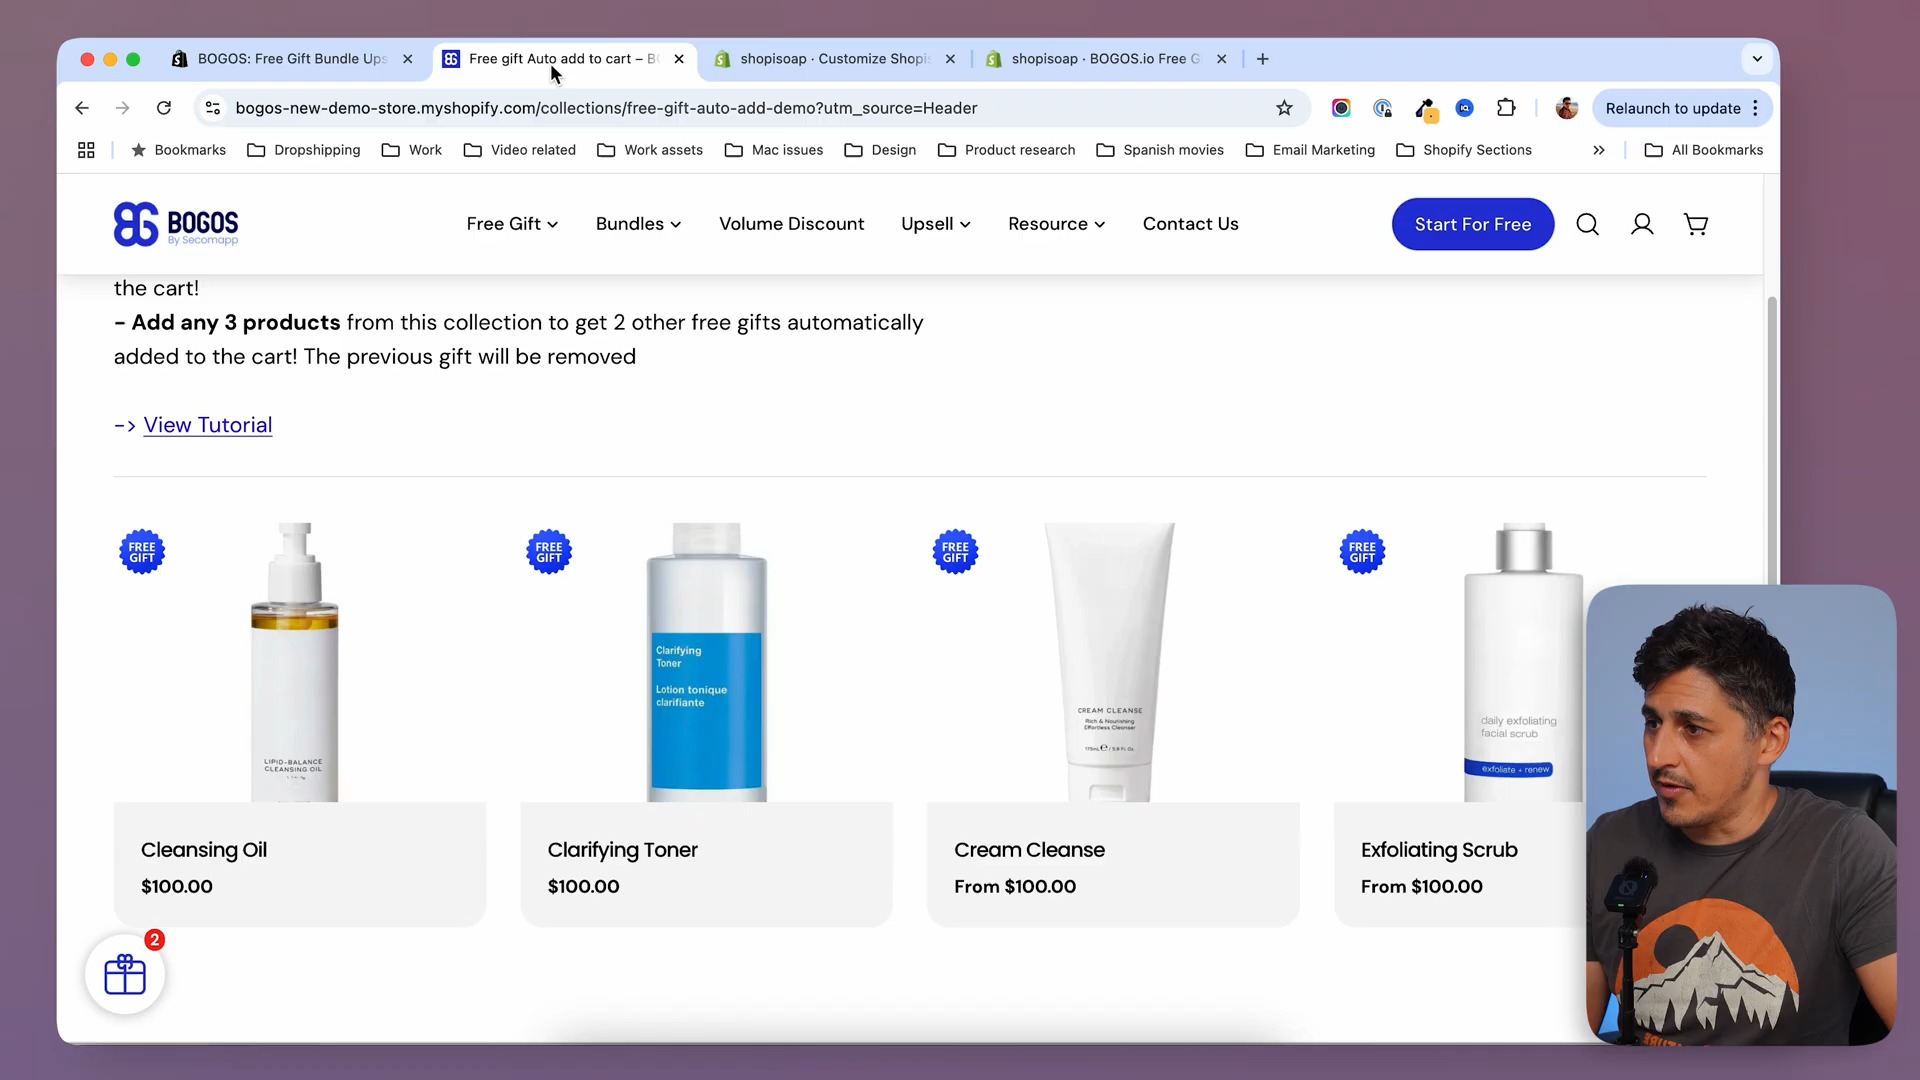 BOGOS: Free Gift Bundle Ups
Free gift Auto add to cart – B
shopisoap · Customize Shopi
shopisoap · BOGOS.io Free G
bogos-new-demo-store.myshopify.com/collections/free-gift-auto-add-demo?utm_source=Header
Relaunch to update
Bookmarks
Dropshipping
Work
Video related
Work assets
Mac issues
Design
Product research
Spanish movies
Email Marketing
Shopify Sections
All Bookmarks
BOGOS
By Secomapp
Free Gift
Bundles
Volume Discount
Upsell
Resource
Contact Us
Start For Free
the cart!
- Add any 3 products from this collection to get 2 other free gifts automatically
added to the cart! The previous gift will be removed
-> View Tutorial
FREE
GIFT
FREE
GIFT
FREE
GIFT
FREE
GIFT
LIPID-BALANCE
CLEANSING OIL
Clarifying
Toner
Lotion tonique
clarifiante
CREAM CLEANSE
Rich & Nourishing
Effortless Cleanser
daily exfoliating
facial scrub
exfoliate + renew
Cleansing Oil
$100.00
Clarifying Toner
$100.00
Cream Cleanse
From $100.00
Exfoliating Scrub
From $100.00
2